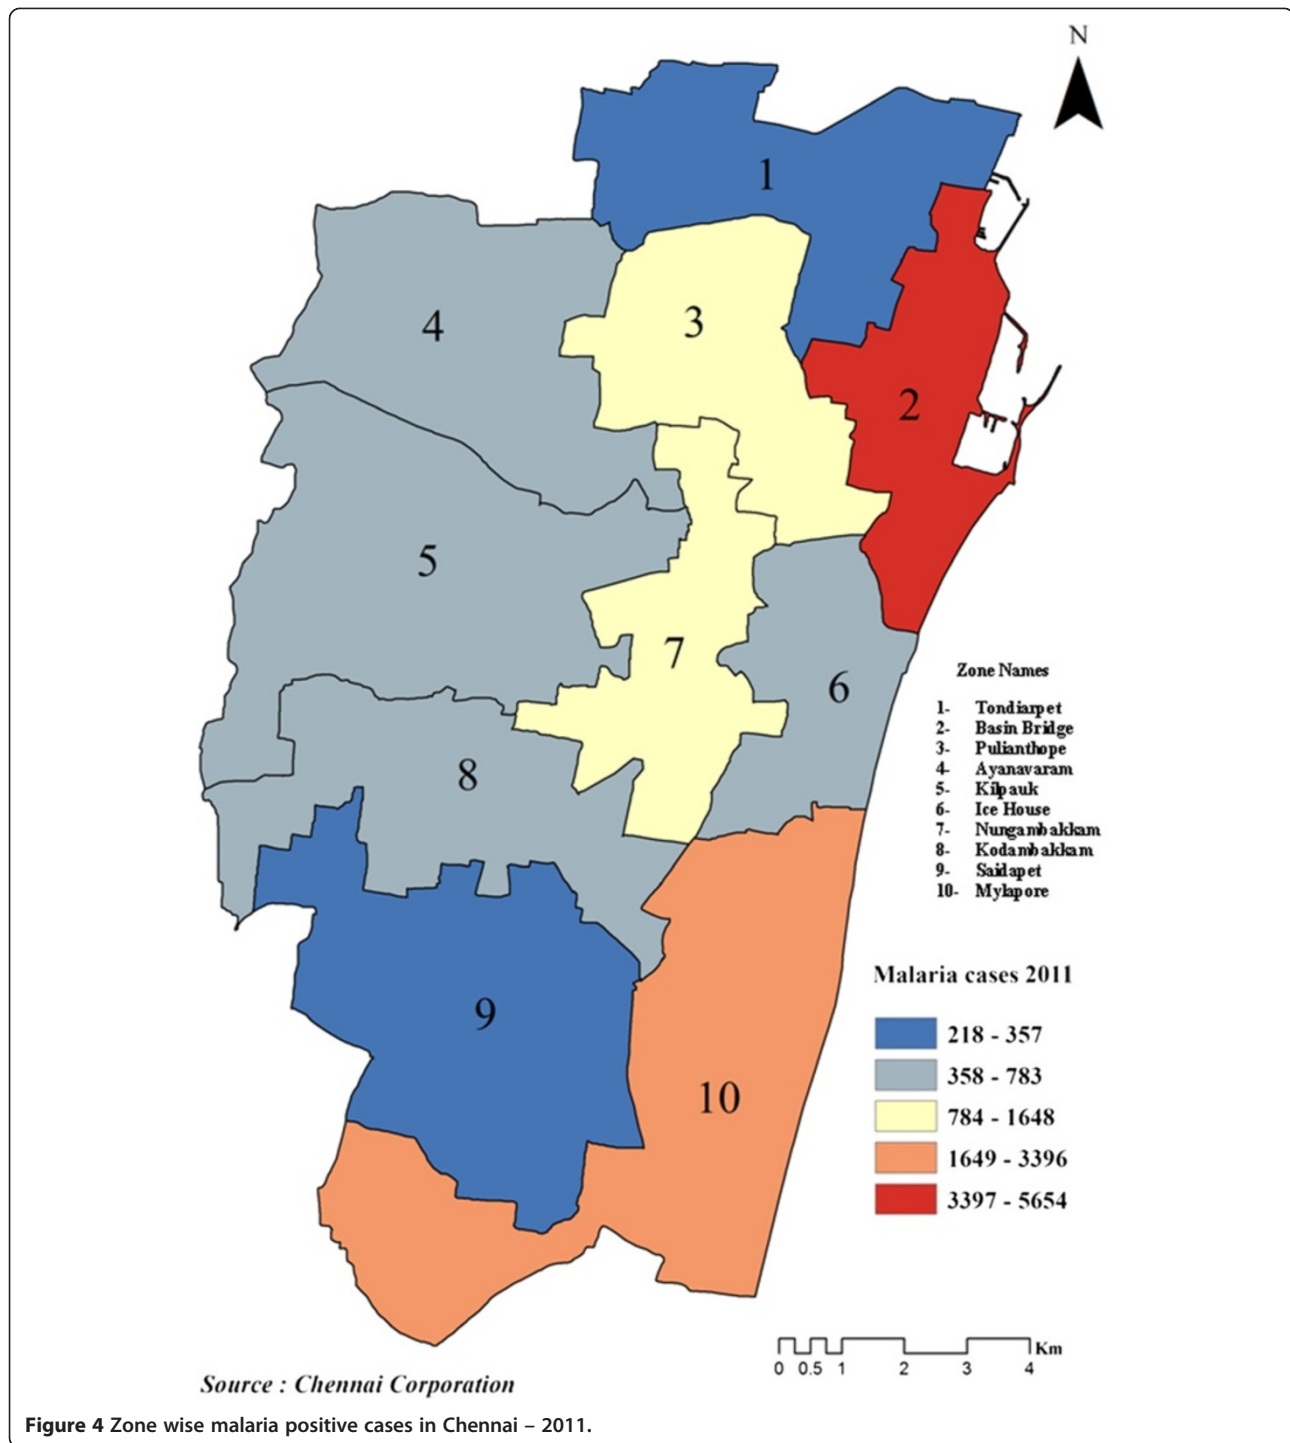 N
1
4
3
2
5
7
6
8
9
10
Zone Names
1- Tondiarpet
2- Basin Bridge
3- Pulianthope
4- Ayanavaram
5- Kilpauk
6- Ice House
7- Nungambakkam
8- Kodambakkam
9- Saidapet
10- Mylapore
Malaria cases 2011
218 - 357
358 - 783
784 - 1648
1649 - 3396
3397 - 5654
Km
0 0.5 1 2 3 4
Source : Chennai Corporation
Figure 4 Zone wise malaria positive cases in Chennai – 2011.